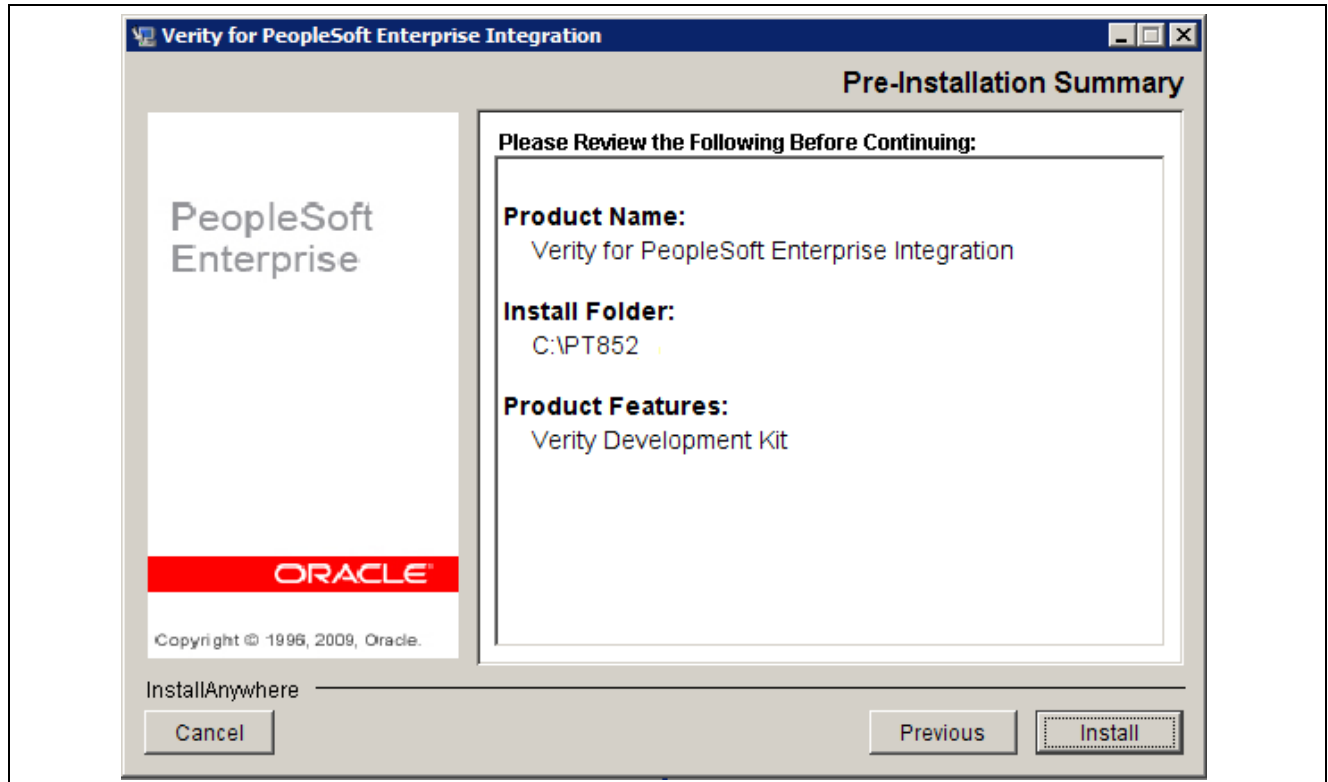 Verity for PeopleSoft Enterprise Integration
Pre-Installation Summary
PeopleSoft
Enterprise
ORACLE
Copyright © 1996, 2009, Oracle.
Please Review the Following Before Continuing:
Product Name:
Verity for PeopleSoft Enterprise Integration
Install Folder:
C:\PT852
Product Features:
Verity Development Kit
InstallAnywhere
Cancel
Previous
Install